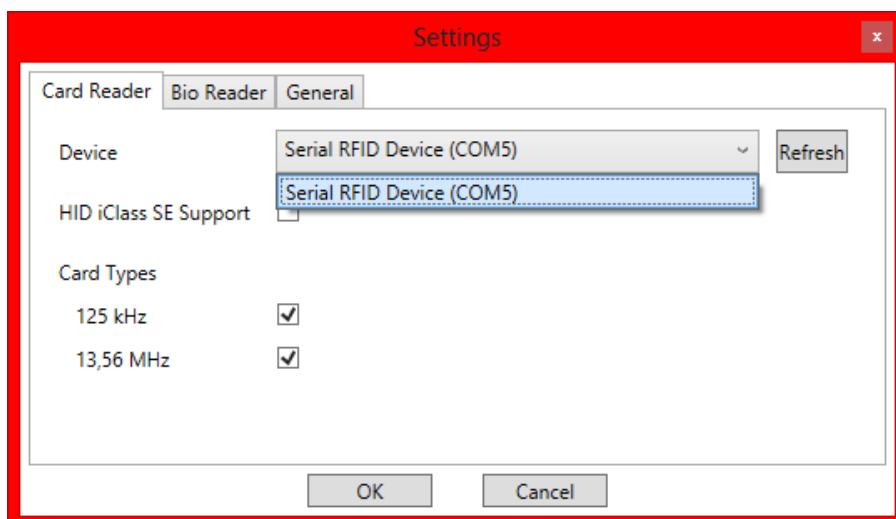 Settings
x
Card Reader Bio Reader General
Device Serial RFID Device (COM5) Refresh
Serial RFID Device (COM5)
HID iClass SE Support
Card Types
125 kHz
13,56 MHz
OK Cancel